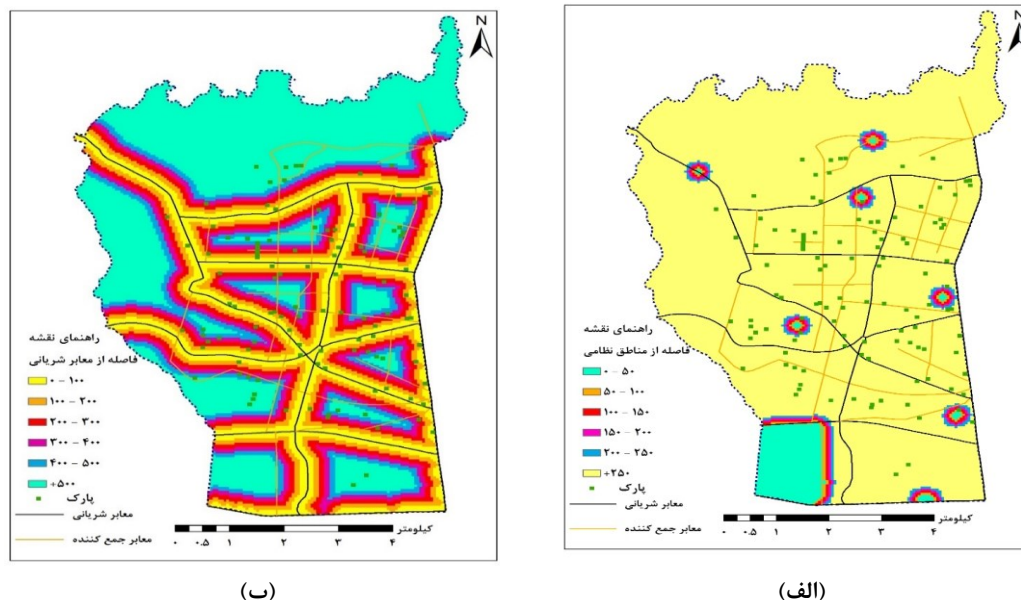 N
راهنمای نقشه
فاصله از مناطق نظامی
۰ - ۵۰
۵۰ - ۱۰۰
۱۰۰ - ۱۵۰
۱۵۰ - ۲۰۰
۲۰۰ - ۲۵۰
+۲۵۰
پارک
معابر شریانی
معابر جمع کننده
کیلومتر
۰ ۰.۵ ۱ ۲ ۳ ۴
(الف)
N
راهنمای نقشه
فاصله از معابر شریانی
۰ - ۱۰۰
۱۰۰ - ۲۰۰
۲۰۰ - ۳۰۰
۳۰۰ - ۴۰۰
۴۰۰ - ۵۰۰
+۵۰۰
پارک
معابر شریانی
معابر جمع کننده
کیلومتر
۰ ۰.۵ ۱ ۲ ۳ ۴
(ب)